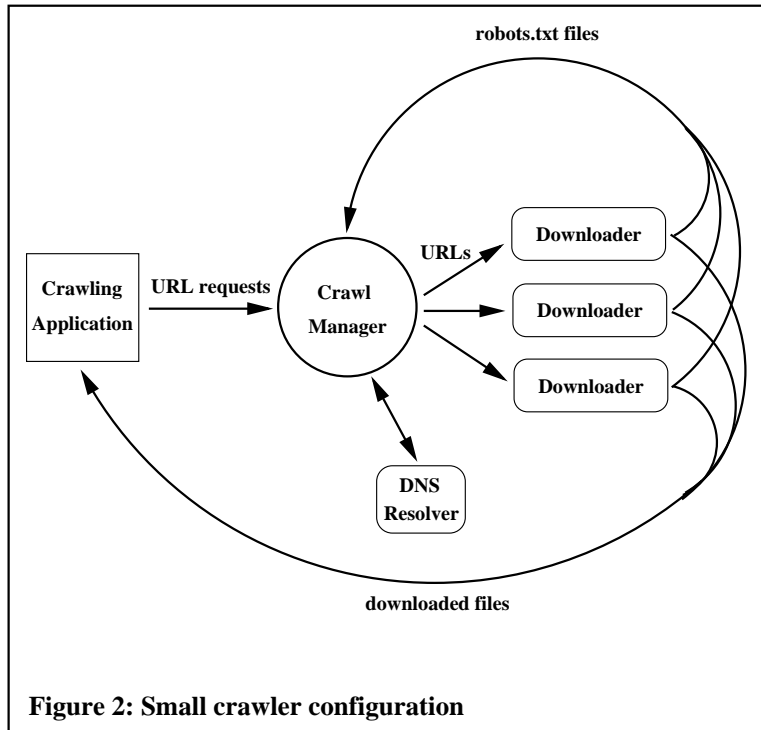 robots.txt files
URLs
Downloader
Crawling
Application
URL requests
Crawl
Manager
Downloader
Downloader
DNS
Resolver
downloaded files
Figure 2: Small crawler configuration